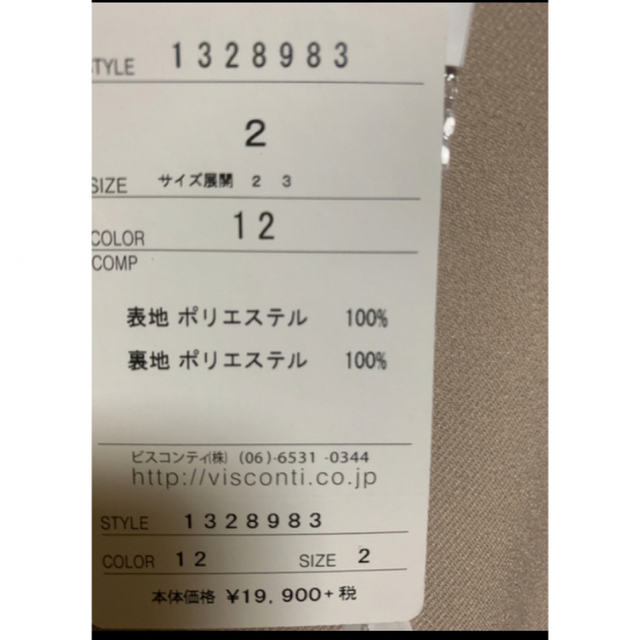 STYLE 1328983
2
SIZE サイズ展開 2 3
COLOR 12
COMP
表地 ポリエステル 100%
裏地 ポリエステル 100%
ビスコンティ(株) (06)-6531-0344
http://visconti.co.jp
STYLE 1328983
COLOR 12 SIZE 2
本体価格 ¥19,900+税